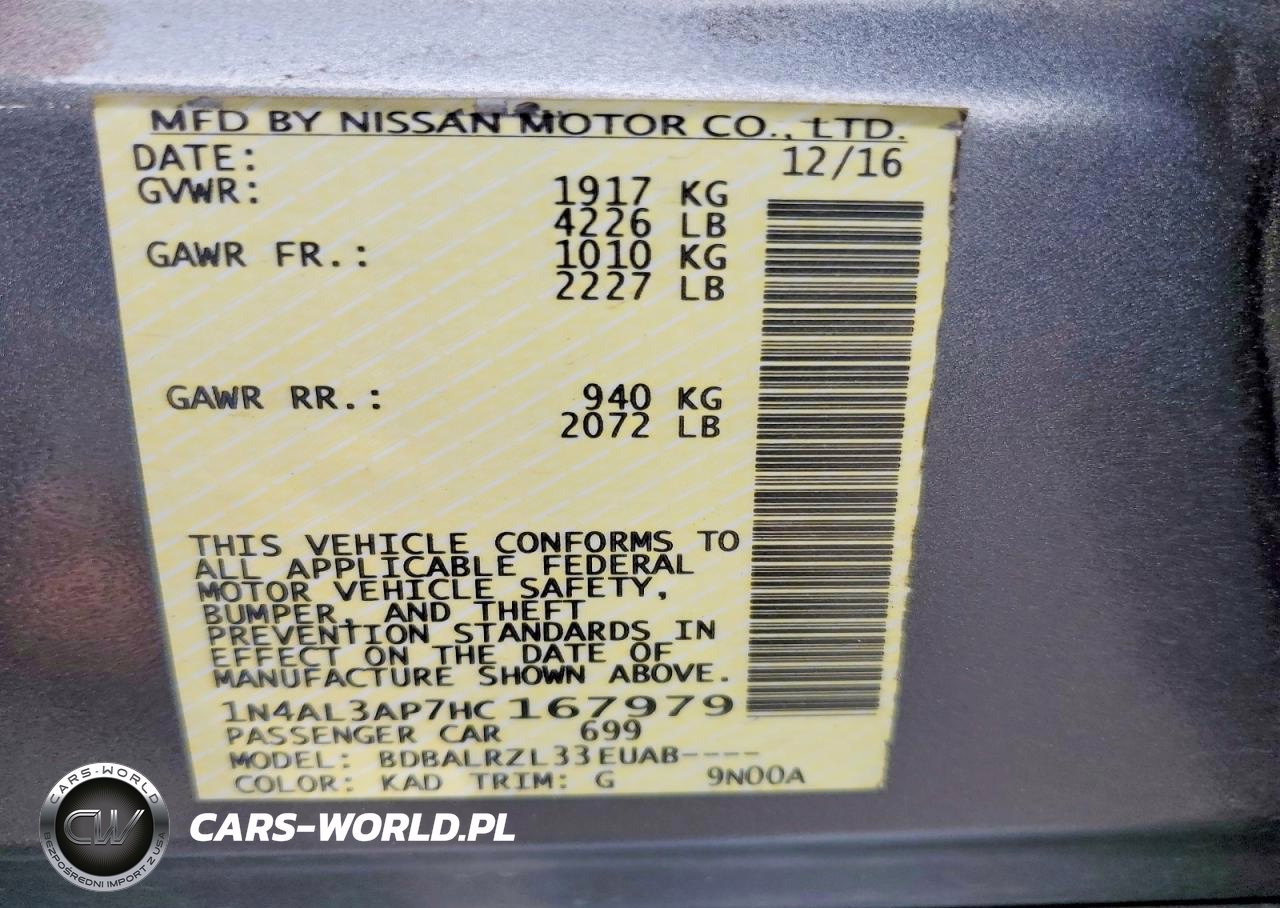 MFD BY NISSAN MOTOR CO., LTD.
DATE: 12/16
GVWR: 1917 KG
4226 LB
GAWR FR.: 1010 KG
2227 LB
GAWR RR.: 940 KG
2072 LB
THIS VEHICLE CONFORMS TO
ALL APPLICABLE FEDERAL
MOTOR VEHICLE SAFETY,
BUMPER, AND THEFT
PREVENTION STANDARDS IN
EFFECT ON THE DATE OF
MANUFACTURE SHOWN ABOVE.
1N4AL3AP7HC167979
PASSENGER CAR 699
MODEL: BDBALRZL33EUAB----
COLOR: KAD TRIM: G 9N00A
CARS-WORLD
CW
BEZPOŚREDNI IMPORT Z USA
CARS-WORLD.PL